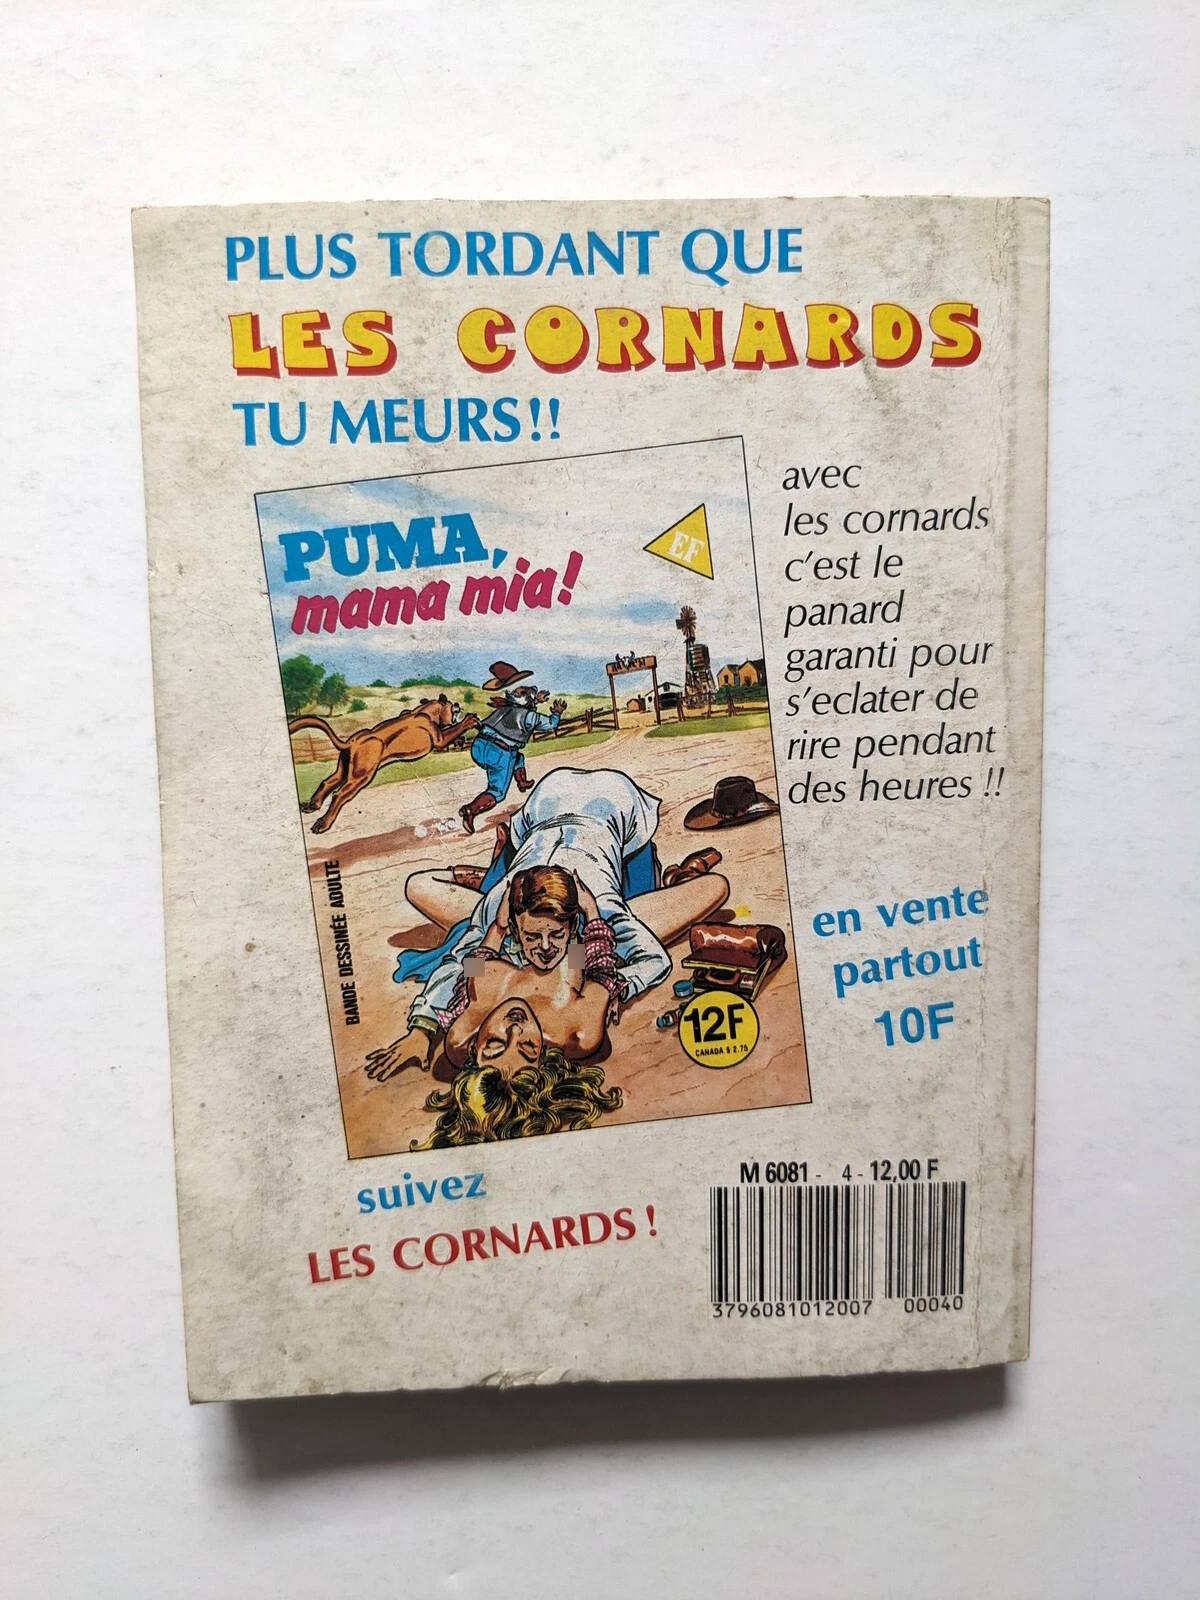 PLUS TORDANT QUE
LES CORNARDS
TU MEURS!!
PUMA,
mama mia!
EF
BANDE DESSINÉE ADULTE
12F
CANADA $ 2.75
avec
les cornards
c'est le
panard
garanti pour
s'eclater de
rire pendant
des heures !!
en vente
partout
10F
suivez
LES CORNARDS !
M 6081 - 4 - 12,00 F
3796081012007 00040